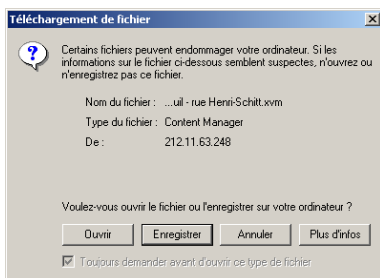 Téléchargement de fichier
Certains fichiers peuvent endommager votre ordinateur. Si les
informations sur le fichier ci-dessous semblent suspectes, n'ouvrez ou
n'enregistrez pas ce fichier.
Nom du fichier : ...uil - rue Henri-Schitt.xvm
Type du fichier : Content Manager
De : 212.11.63.248
Voulez-vous ouvrir le fichier ou l'enregistrer sur votre ordinateur ?
Ouvrir Enregistrer Annuler Plus d'infos
Toujours demander avant d'ouvrir ce type de fichier